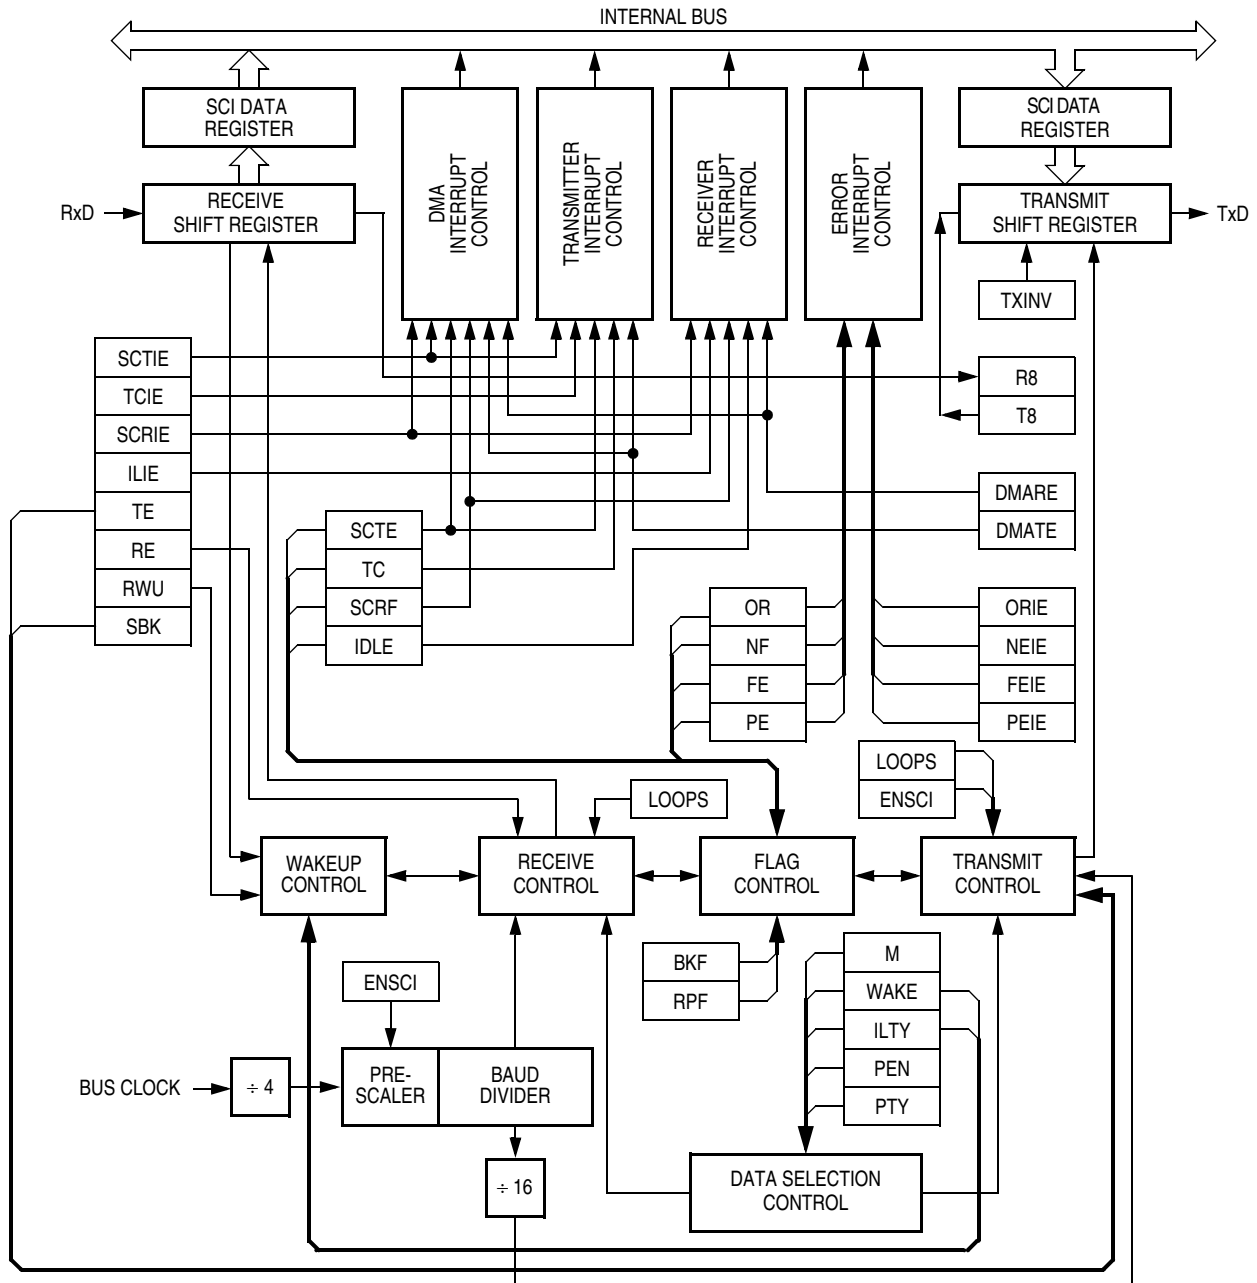 INTERNAL BUS
SCI DATA
REGISTER
DMA
INTERRUPT
CONTROL
TRANSMITTER
INTERRUPT
CONTROL
RECEIVER
INTERRUPT
CONTROL
ERROR
INTERRUPT
CONTROL
SCI DATA
REGISTER
RxD
RECEIVE
SHIFT REGISTER
TRANSMIT
SHIFT REGISTER
TxD
TXINV
SCTIE
TCIE
SCRIE
ILIE
TE
RE
RWU
SBK
R8
T8
DMARE
DMATE
SCTE
TC
SCRF
IDLE
OR
NF
FE
PE
ORIE
NEIE
FEIE
PEIE
LOOPS
ENSCI
LOOPS
WAKEUP
CONTROL
RECEIVE
CONTROL
FLAG
CONTROL
TRANSMIT
CONTROL
BKF
RPF
M
WAKE
ILTY
PEN
PTY
ENSCI
BUS CLOCK
÷ 4
PRE-
SCALER
BAUD
DIVIDER
÷ 16
DATA SELECTION
CONTROL